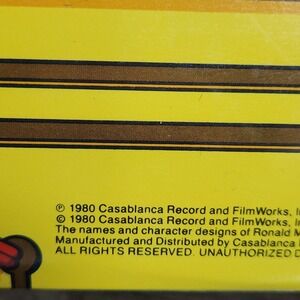 ℗ 1980 Casablanca Record and FilmWorks, I
© 1980 Casablanca Record and FilmWorks, I
The names and character designs of Ronald M
Manufactured and Distributed by Casablanca
ALL RIGHTS RESERVED. UNAUTHORIZED D